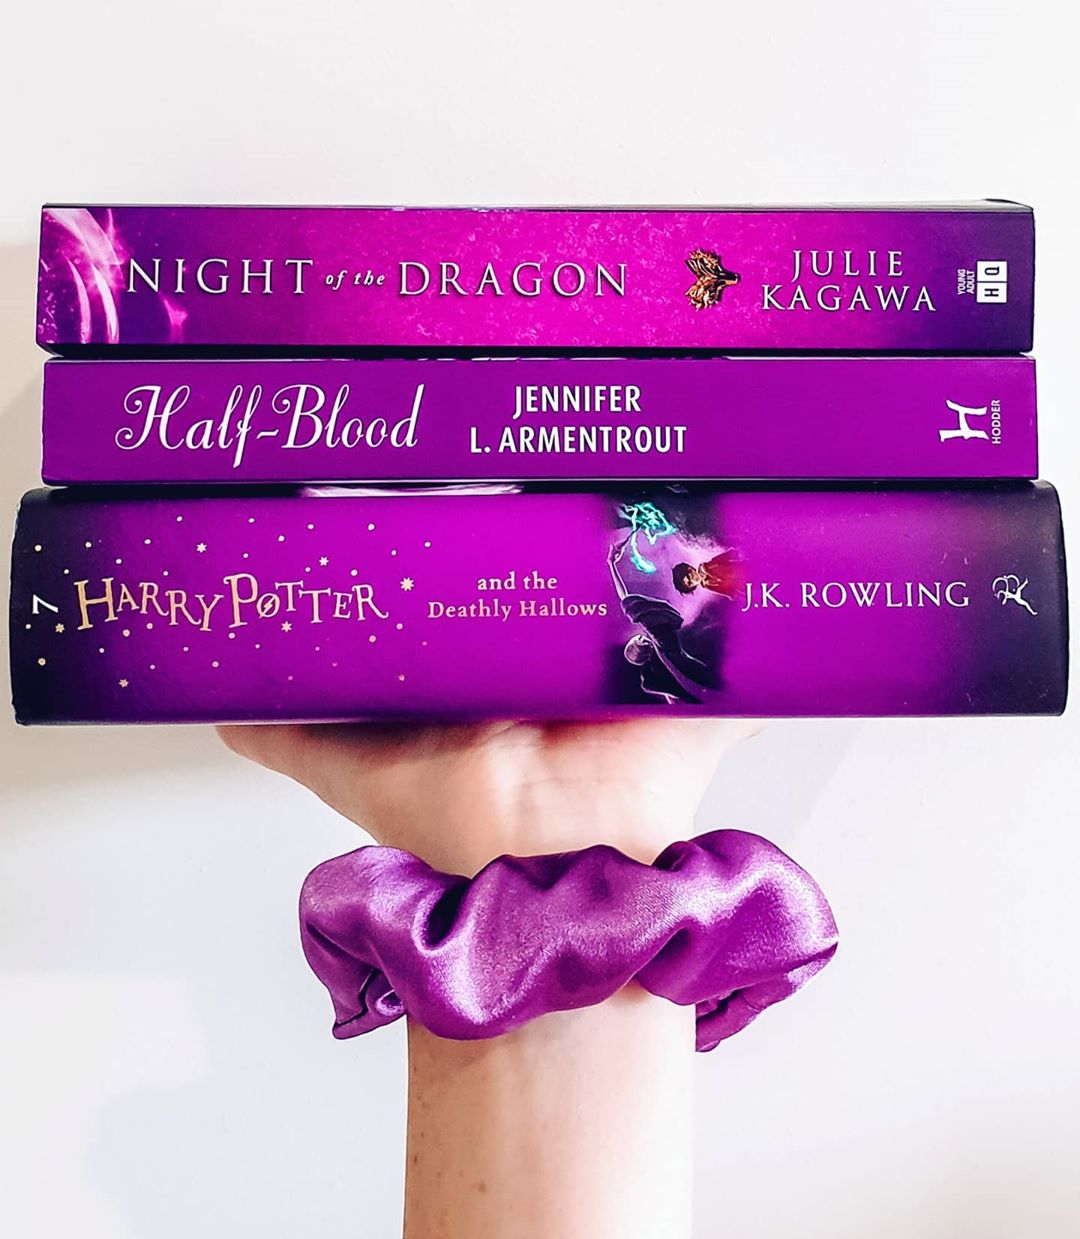 NIGHT of the DRAGON
JULIE
KAGAWA
YOUNG
ADULT
HQ
Half-Blood
JENNIFER
L. ARMENTROUT
H
HODDER
7
HARRY POTTER
and the
Deathly Hallows
J.K. ROWLING